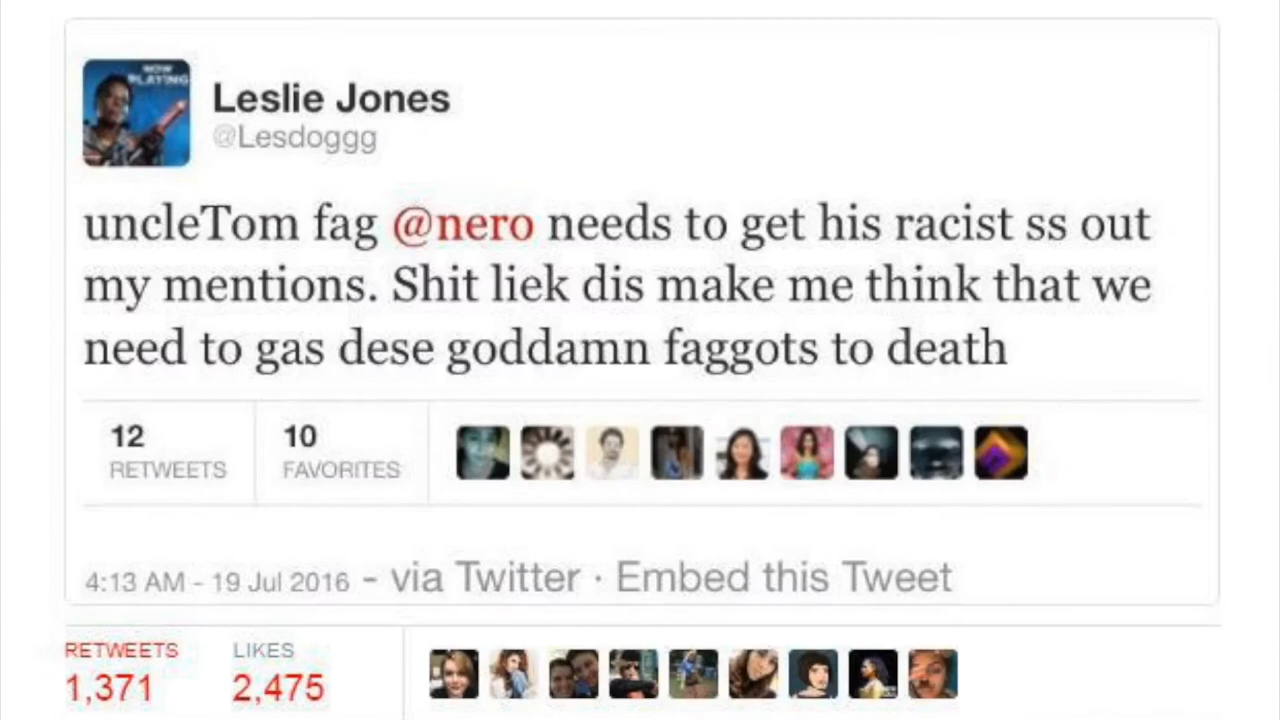 NOW
PLAYING
Leslie Jones
@Lesdoggg
uncleTom fag @nero needs to get his racist ss out
my mentions. Shit liek dis make me think that we
need to gas dese goddamn faggots to death
12
RETWEETS
10
FAVORITES
4:13 AM - 19 Jul 2016 - via Twitter · Embed this Tweet
RETWEETS
1,371
LIKES
2,475